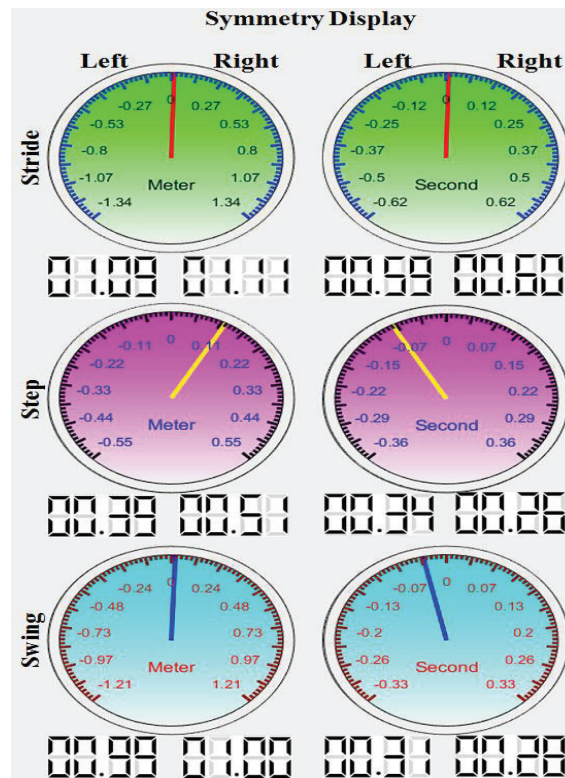 Symmetry Display
Left Right Left Right
Stride
-0.27 0 0.27
-0.53 0.53
-0.8 0.8
-1.07 1.07
Meter
-1.34 1.34
-0.12 0 0.12
-0.25 0.25
-0.37 0.37
-0.5 0.5
Second
-0.62 0.62
01.09 01.11 00.59 00.60
Step
-0.11 0 0.11
-0.22 0.22
-0.33 0.33
-0.44 0.44
Meter
-0.55 0.55
-0.07 0 0.07
-0.15 0.15
-0.22 0.22
-0.29 0.29
Second
-0.36 0.36
00.39 00.51 00.34 00.25
Swing
-0.24 0 0.24
-0.48 0.48
-0.73 0.73
-0.97 0.97
Meter
-1.21 1.21
-0.07 0 0.07
-0.13 0.13
-0.2 0.2
-0.26 0.26
Second
-0.33 0.33
00.99 01.00 00.31 00.28